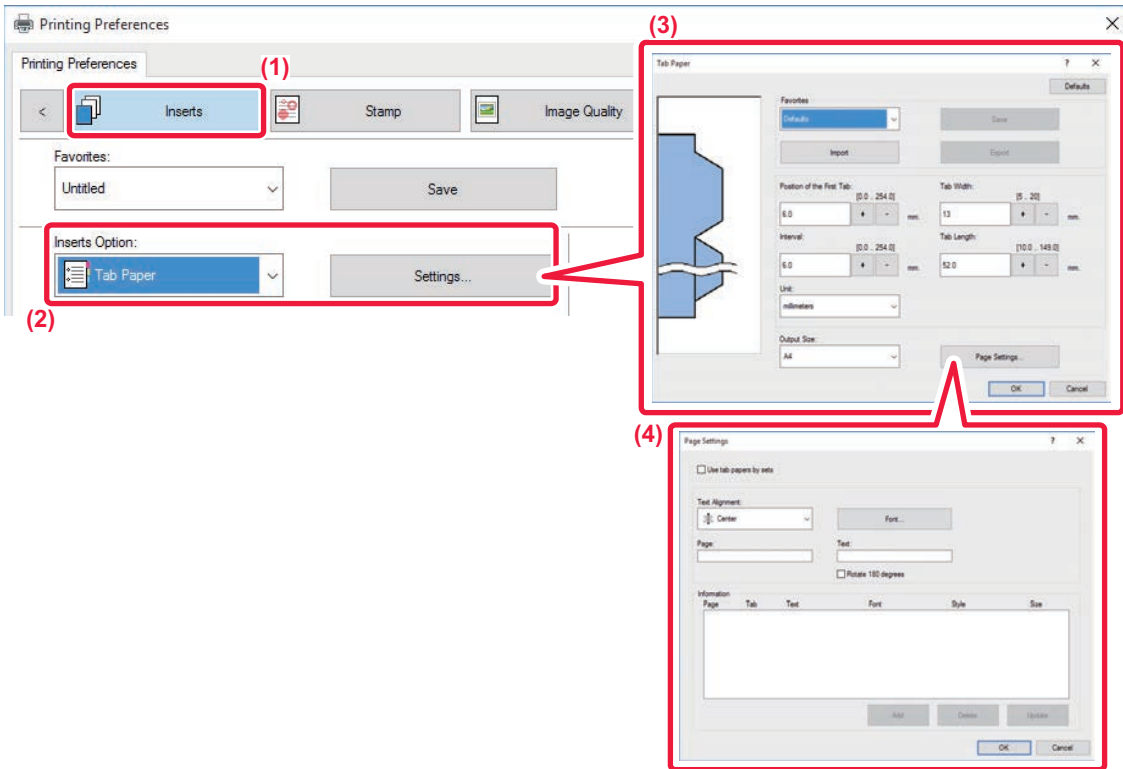 Printing Preferences
(3)
Printing Preferences
(1)
< Inserts Stamp Image Quality
Favorites:
Untitled Save
Inserts Option:
Tab Paper Settings...
(2)
Tab Paper ? ×
Defaults
Favorites
Defaults Save
Import Export
Position of the First Tab: Tab Width:
[0.0 .. 254.0] [5 .. 20]
6.0 + - mm. 13 + - mm.
Interval: Tab Length:
[0.0 .. 254.0] [10.0 .. 149.0]
6.0 + - mm. 52.0 + - mm.
Unit:
millimeters
Output Size:
A4 Page Settings...
OK Cancel
(4)
Page Settings ? ×
Use tab papers by sets
Text Alignment:
Center Font...
Page: Text:
Rotate 180 degrees
Information
Page Tab Text Font Style Size
Add Delete Update
OK Cancel